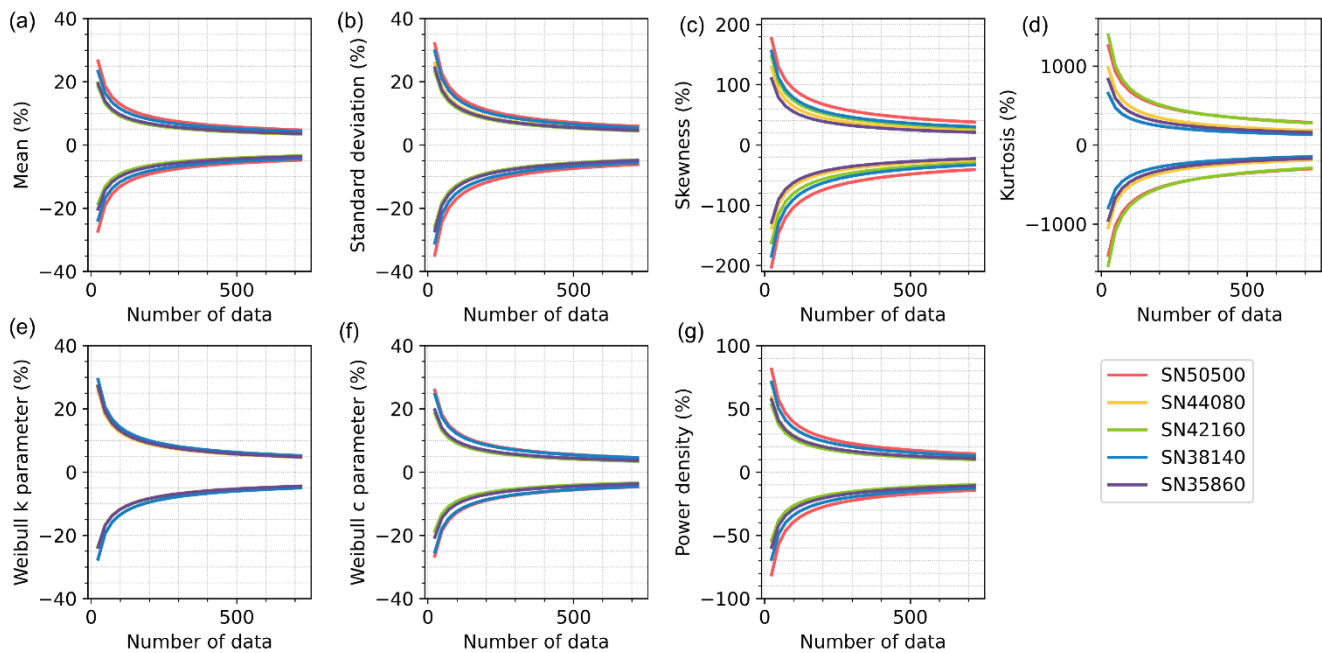 (a)
40
20
0
−20
−40
Mean (%)
0
500
Number of data
(b)
40
20
0
−20
−40
Standard deviation (%)
0
500
Number of data
(c)
200
100
0
−100
−200
Skewness (%)
0
500
Number of data
(d)
1000
0
−1000
Kurtosis (%)
0
500
Number of data
(e)
40
20
0
−20
−40
Weibull k parameter (%)
0
500
Number of data
(f)
40
20
0
−20
−40
Weibull c parameter (%)
0
500
Number of data
(g)
100
50
0
−50
−100
Power density (%)
0
500
Number of data
SN50500
SN44080
SN42160
SN38140
SN35860